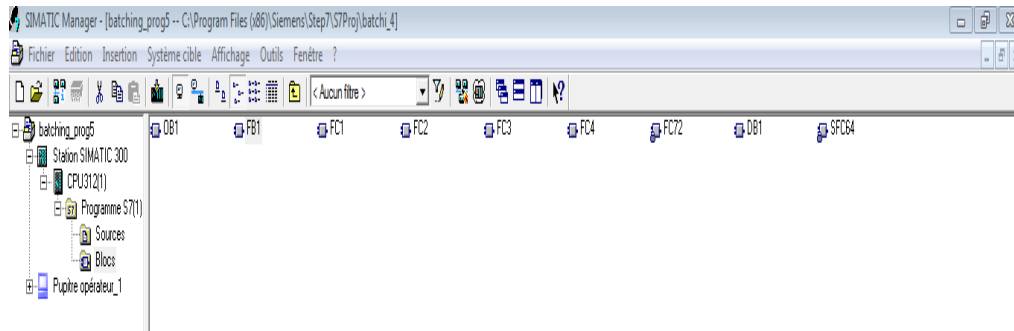 SIMATIC Manager - [batching_prog5 -- C:\Program Files (x86)\Siemens\Step7\S7Proj\batchi_4]
Fichier Edition Insertion Système cible Affichage Outils Fenêtre ?
< Aucun filtre >
batching_prog5
Station SIMATIC 300
CPU312(1)
Programme S7(1)
Sources
Blocs
Pupitre opérateur_1
OB1 FB1 FC1 FC2 FC3 FC4 FC72 DB1 SFC64